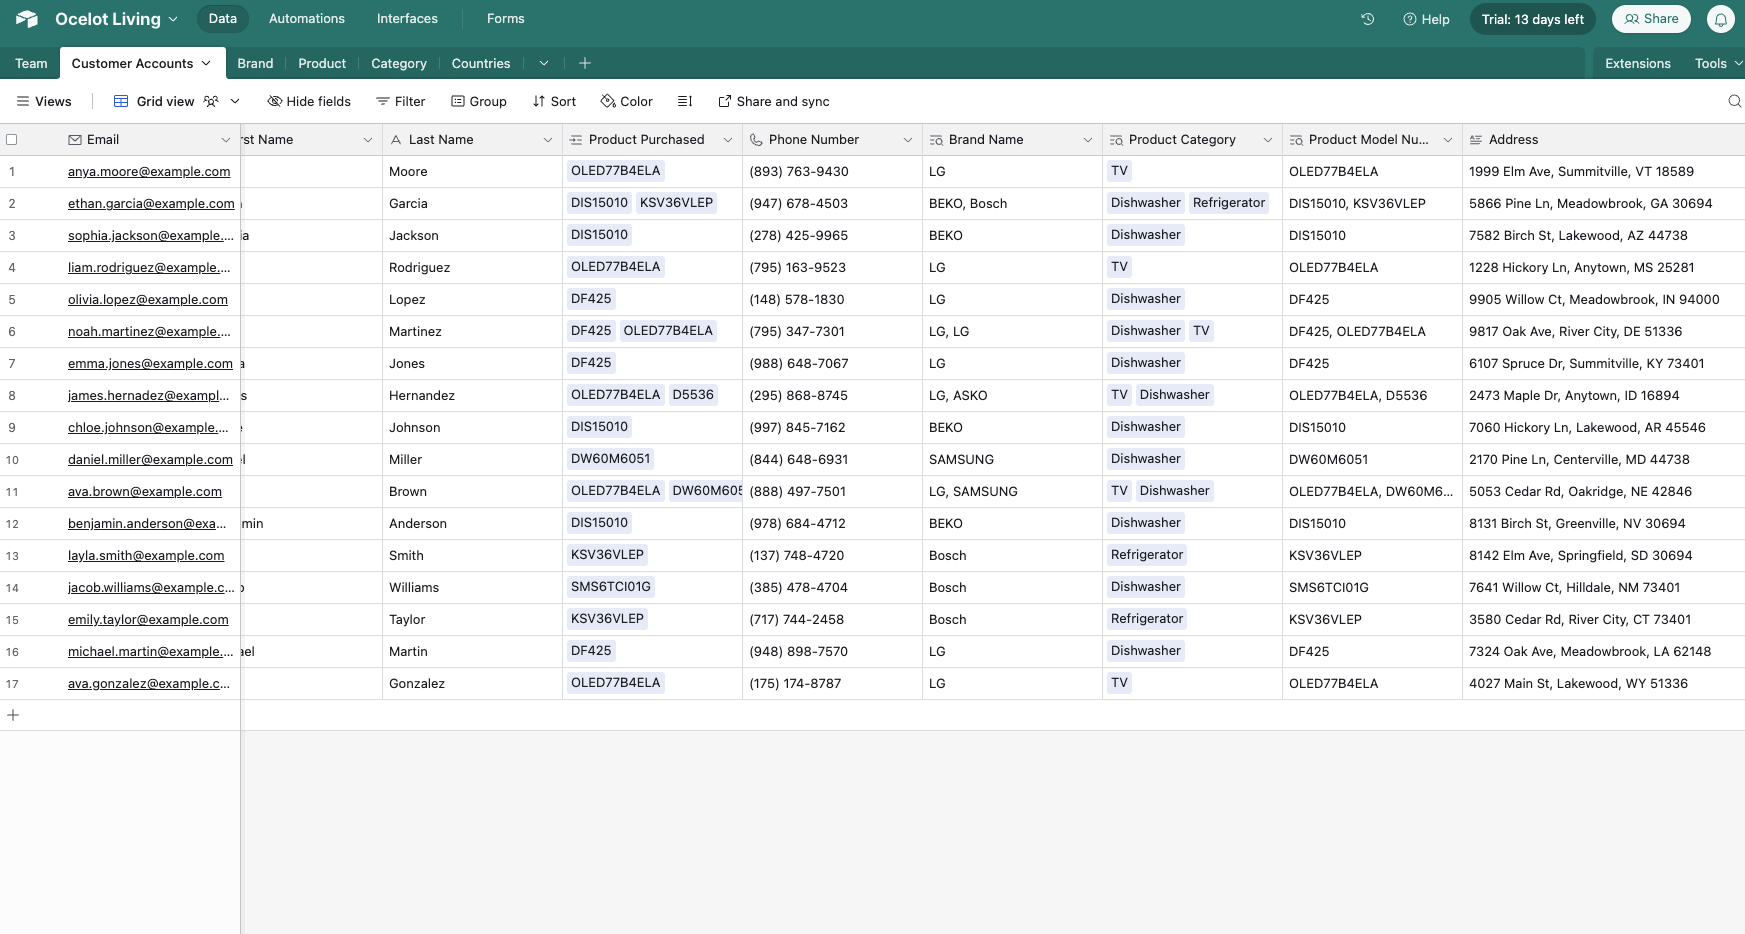 Ocelot Living Data Automations Interfaces Forms Help Trial: 13 days left Share
Team Customer Accounts Brand Product Category Countries Extensions Tools
Views Grid view Hide fields Filter Group Sort Color Share and sync
Email rst Name Last Name Product Purchased Phone Number Brand Name Product Category Product Model Nu... Address
1 anya.moore@example.com Moore OLED77B4ELA (893) 763-9430 LG TV OLED77B4ELA 1999 Elm Ave, Summitville, VT 18589
2 ethan.garcia@example.com Garcia DIS15010 KSV36VLEP (947) 678-4503 BEKO, Bosch Dishwasher Refrigerator DIS15010, KSV36VLEP 5866 Pine Ln, Meadowbrook, GA 30694
3 sophia.jackson@example.... ia Jackson DIS15010 (278) 425-9965 BEKO Dishwasher DIS15010 7582 Birch St, Lakewood, AZ 44738
4 liam.rodriguez@example.... Rodriguez OLED77B4ELA (795) 163-9523 LG TV OLED77B4ELA 1228 Hickory Ln, Anytown, MS 25281
5 olivia.lopez@example.com Lopez DF425 (148) 578-1830 LG Dishwasher DF425 9905 Willow Ct, Meadowbrook, IN 94000
6 noah.martinez@example.... Martinez DF425 OLED77B4ELA (795) 347-7301 LG, LG Dishwasher TV DF425, OLED77B4ELA 9817 Oak Ave, River City, DE 51336
7 emma.jones@example.com a Jones DF425 (988) 648-7067 LG Dishwasher DF425 6107 Spruce Dr, Summitville, KY 73401
8 james.hernadez@exampl... s Hernandez OLED77B4ELA D5536 (295) 868-8745 LG, ASKO TV Dishwasher OLED77B4ELA, D5536 2473 Maple Dr, Anytown, ID 16894
9 chloe.johnson@example.... Johnson DIS15010 (997) 845-7162 BEKO Dishwasher DIS15010 7060 Hickory Ln, Lakewood, AR 45546
10 daniel.miller@example.com el Miller DW60M6051 (844) 648-6931 SAMSUNG Dishwasher DW60M6051 2170 Pine Ln, Centerville, MD 44738
11 ava.brown@example.com Brown OLED77B4ELA DW60M605 (888) 497-7501 LG, SAMSUNG TV Dishwasher OLED77B4ELA, DW60M6... 5053 Cedar Rd, Oakridge, NE 42846
12 benjamin.anderson@exa... min Anderson DIS15010 (978) 684-4712 BEKO Dishwasher DIS15010 8131 Birch St, Greenville, NV 30694
13 layla.smith@example.com Smith KSV36VLEP (137) 748-4720 Bosch Refrigerator KSV36VLEP 8142 Elm Ave, Springfield, SD 30694
14 jacob.williams@example.c... Williams SMS6TCI01G (385) 478-4704 Bosch Dishwasher SMS6TCI01G 7641 Willow Ct, Hilldale, NM 73401
15 emily.taylor@example.com Taylor KSV36VLEP (717) 744-2458 Bosch Refrigerator KSV36VLEP 3580 Cedar Rd, River City, CT 73401
16 michael.martin@example.... ael Martin DF425 (948) 898-7570 LG Dishwasher DF425 7324 Oak Ave, Meadowbrook, LA 62148
17 ava.gonzalez@example.c... Gonzalez OLED77B4ELA (175) 174-8787 LG TV OLED77B4ELA 4027 Main St, Lakewood, WY 51336